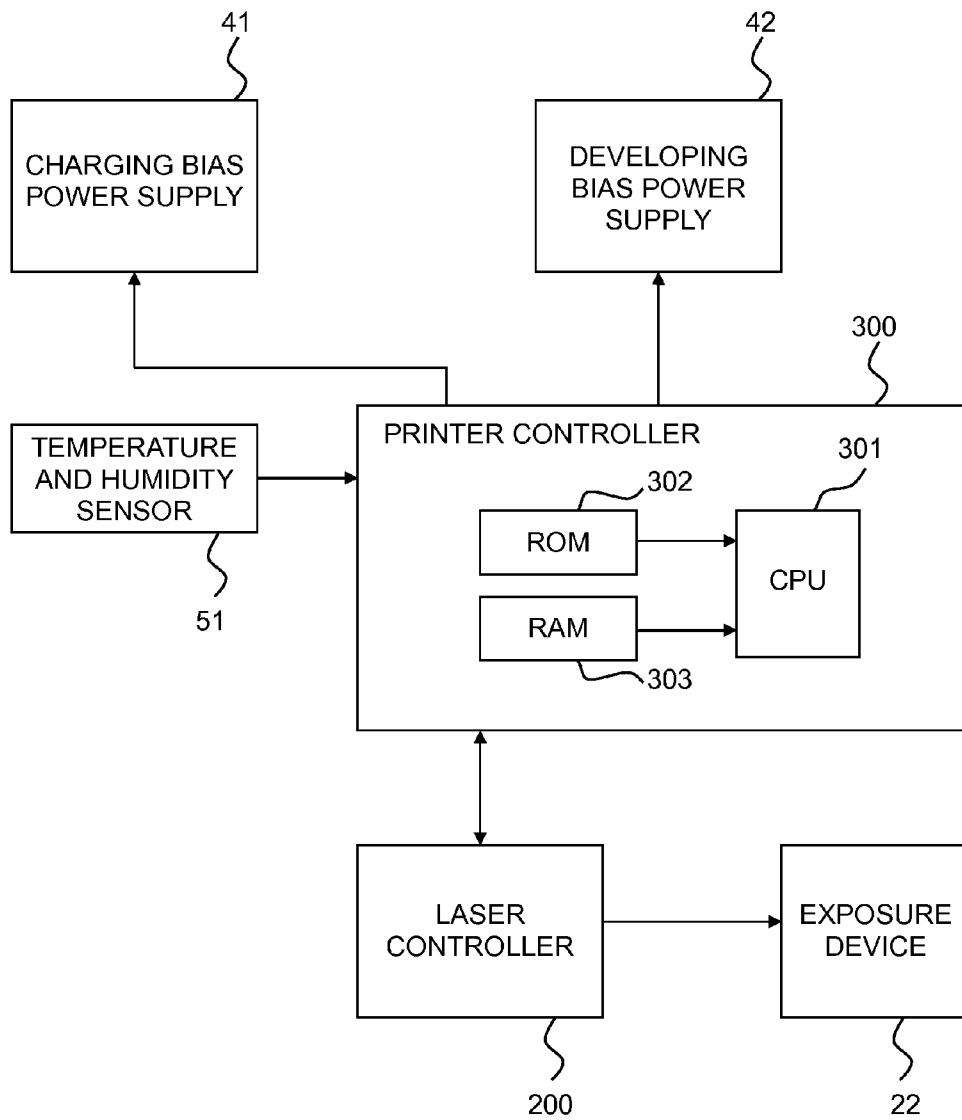 41
42
CHARGING BIAS
POWER SUPPLY
DEVELOPING
BIAS POWER
SUPPLY
300
TEMPERATURE
AND HUMIDITY
SENSOR
51
PRINTER CONTROLLER
302
301
ROM
CPU
RAM
303
LASER
CONTROLLER
EXPOSURE
DEVICE
200
22